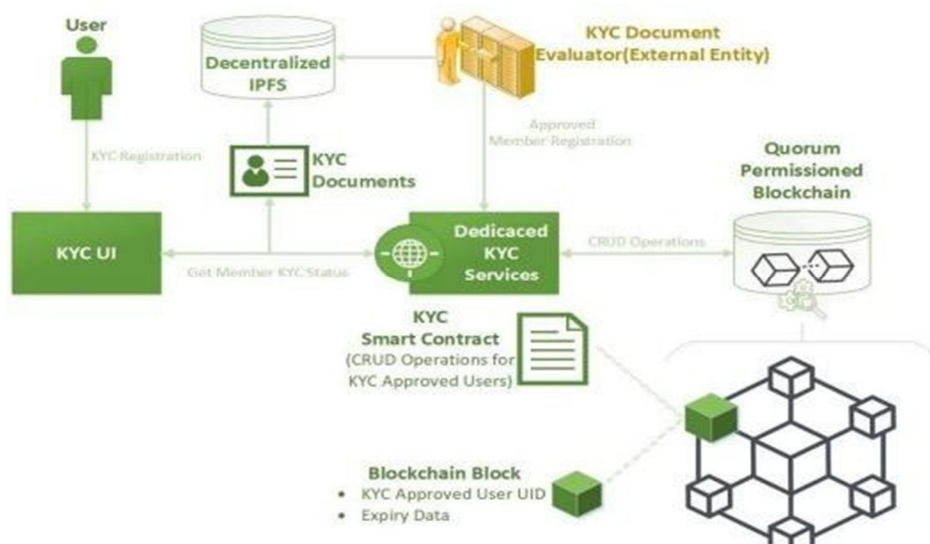 User
Decentralized
IPFS
KYC Document
Evaluator(External Entity)
KYC Registration
KYC
Documents
Approved
Member Registration
Quorum
Permissioned
Blockchain
KYC UI
Get Member KYC Status
Dedicaced
KYC
Services
CRUD Operations
KYC
Smart Contract
(CRUD Operations for
KYC Approved Users)
Blockchain Block
• KYC Approved User UID
• Expiry Data